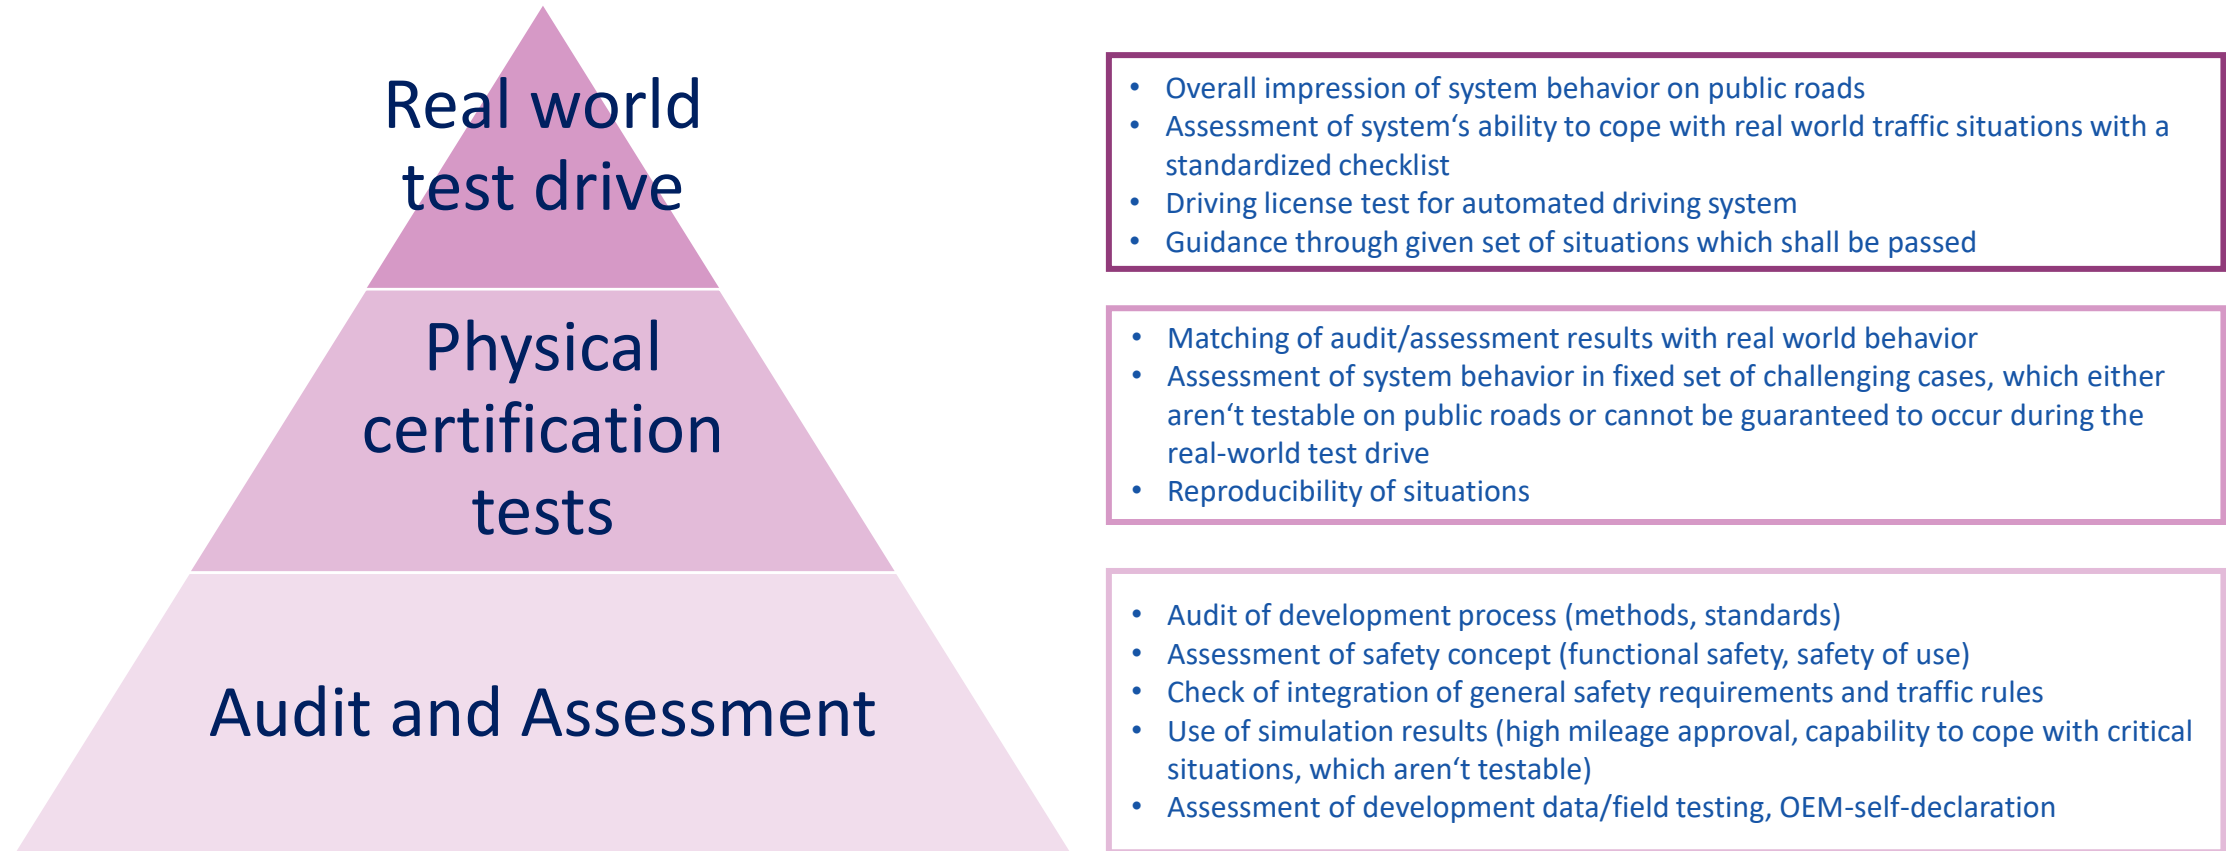 Real world
test drive
• Overall impression of system behavior on public roads
• Assessment of system‘s ability to cope with real world traffic situations with a
standardized checklist
• Driving license test for automated driving system
• Guidance through given set of situations which shall be passed
Physical
certification
tests
• Matching of audit/assessment results with real world behavior
• Assessment of system behavior in fixed set of challenging cases, which either
aren‘t testable on public roads or cannot be guaranteed to occur during the
real-world test drive
• Reproducibility of situations
Audit and Assessment
• Audit of development process (methods, standards)
• Assessment of safety concept (functional safety, safety of use)
• Check of integration of general safety requirements and traffic rules
• Use of simulation results (high mileage approval, capability to cope with critical
situations, which aren‘t testable)
• Assessment of development data/field testing, OEM-self-declaration